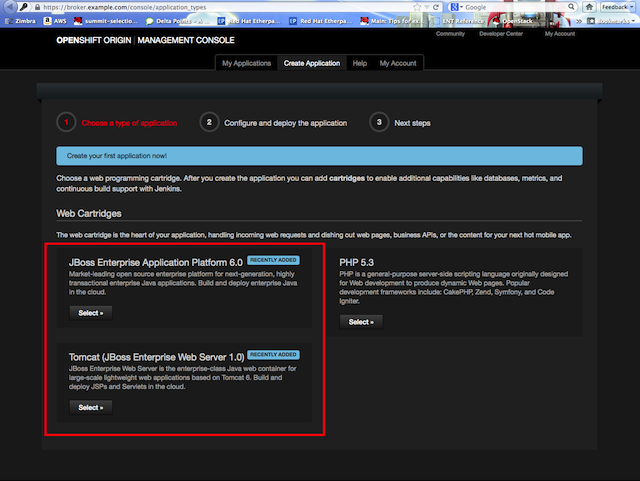 https://broker.example.com/console/application_types
Google
Feedback
Zimbra
AWS
summit-selectio...
Delta
Red Hat Etherpa...
Red Hat Etherpa...
Main: Tips for ex...
ENT Reference
OpenStack
Bookmarks
OPENSHIFT ORIGIN | MANAGEMENT CONSOLE
Community
Developer Center
My Account
My Applications
Create Application
Help
My Account
1 Choose a type of application
2 Configure and deploy the application
3 Next steps
Create your first application now!
Choose a web programming cartridge. After you create the application you can add cartridges to enable additional capabilities like databases, metrics, and
continuous build support with Jenkins.
Web Cartridges
The web cartridge is the heart of your application, handling incoming web requests and dishing out web pages, business APIs, or the content for your next hot mobile app.
JBoss Enterprise Application Platform 6.0 RECENTLY ADDED
Market-leading open source enterprise platform for next-generation, highly
transactional enterprise Java applications. Build and deploy enterprise Java
in the cloud.
Select »
PHP 5.3
PHP is a general-purpose server-side scripting language originally designed
for Web development to produce dynamic Web pages. Popular
development frameworks include: CakePHP, Zend, Symfony, and Code
Igniter.
Select »
Tomcat (JBoss Enterprise Web Server 1.0) RECENTLY ADDED
JBoss Enterprise Web Server is the enterprise-class Java web container for
large-scale lightweight web applications based on Tomcat 6. Build and
deploy JSPs and Servlets in the cloud.
Select »